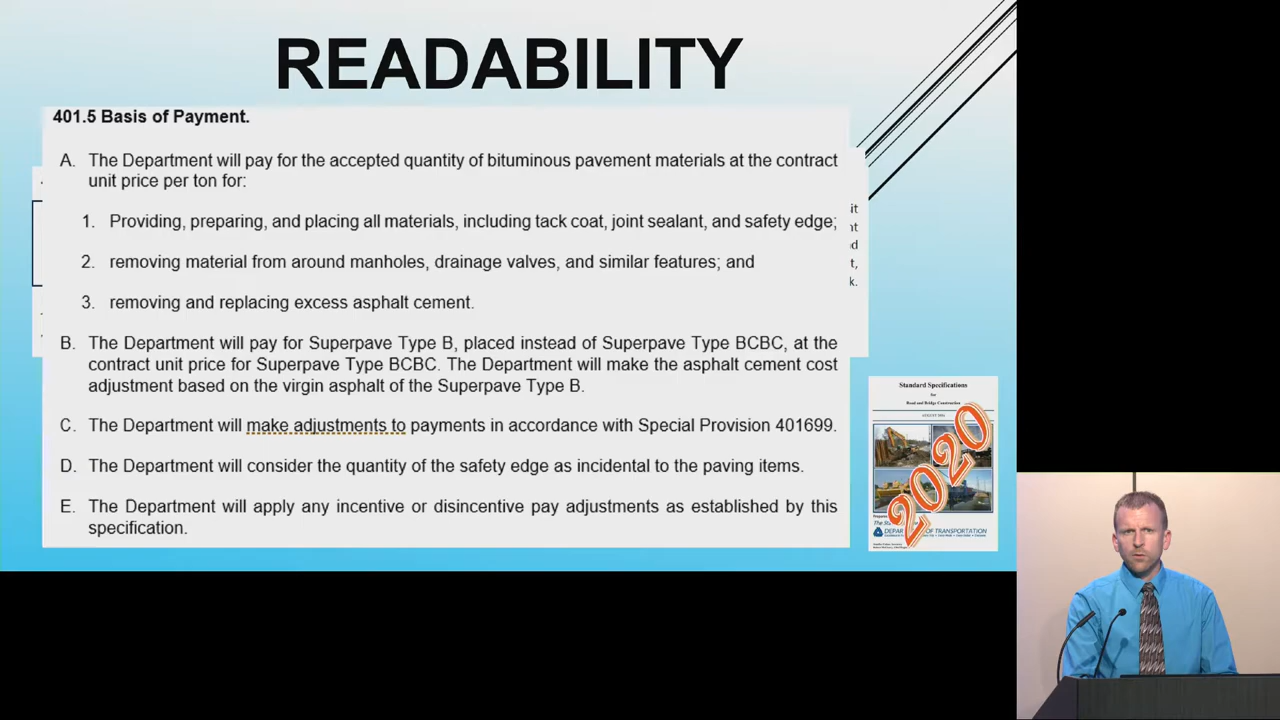 READABILITY
401.5 Basis of Payment.
A. The Department will pay for the accepted quantity of bituminous pavement materials at the contract
unit price per ton for:
1. Providing, preparing, and placing all materials, including tack coat, joint sealant, and safety edge;
2. removing material from around manholes, drainage valves, and similar features; and
3. removing and replacing excess asphalt cement.
B. The Department will pay for Superpave Type B, placed instead of Superpave Type BCBC, at the
contract unit price for Superpave Type BCBC. The Department will make the asphalt cement cost
adjustment based on the virgin asphalt of the Superpave Type B.
C. The Department will make adjustments to payments in accordance with Special Provision 401699.
D. The Department will consider the quantity of the safety edge as incidental to the paving items.
E. The Department will apply any incentive or disincentive pay adjustments as established by this
specification.
Standard Specifications
for
Road and Bridge Construction
2020
OF TRANSPORTATION